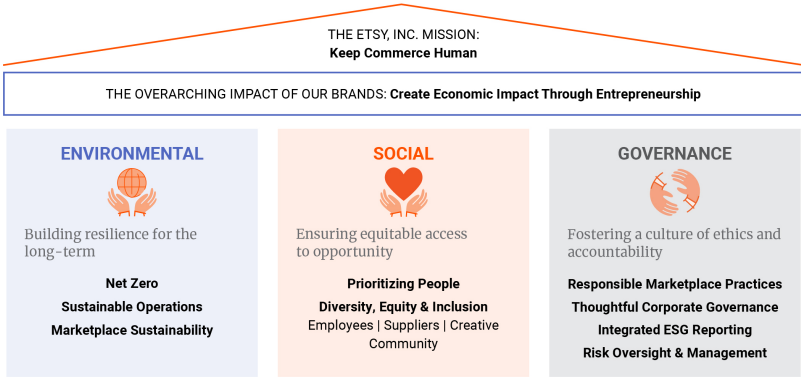 THE ETSY, INC. MISSION:
Keep Commerce Human
THE OVERARCHING IMPACT OF OUR BRANDS: Create Economic Impact Through Entrepreneurship
ENVIRONMENTAL
Building resilience for the
long-term
Net Zero
Sustainable Operations
Marketplace Sustainability
SOCIAL
Ensuring equitable access
to opportunity
Prioritizing People
Diversity, Equity & Inclusion
Employees | Suppliers | Creative
Community
GOVERNANCE
Fostering a culture of ethics and
accountability
Responsible Marketplace Practices
Thoughtful Corporate Governance
Integrated ESG Reporting
Risk Oversight & Management